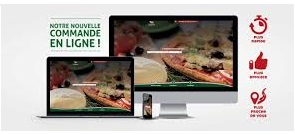 NOTRE NOUVELLE
COMMANDE
EN LIGNE !
PLUS
RAPIDE
PLUS
EFFICACE
PLUS
PROCHE
DE VOUS